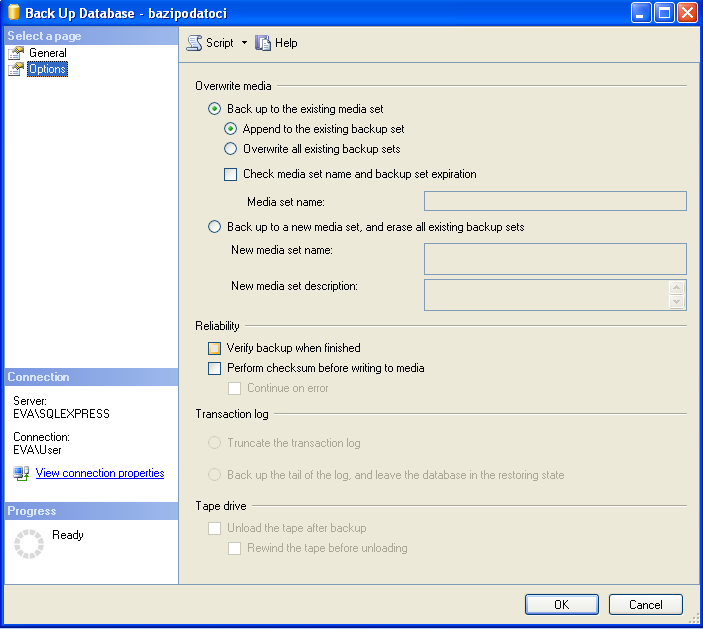 Back Up Database - bazipodatoci
Select a page
General
Options
Script
Help
Overwrite media
Back up to the existing media set
Append to the existing backup set
Overwrite all existing backup sets
Check media set name and backup set expiration
Media set name:
Back up to a new media set, and erase all existing backup sets
New media set name:
New media set description:
Reliability
Verify backup when finished
Perform checksum before writing to media
Continue on error
Transaction log
Truncate the transaction log
Back up the tail of the log, and leave the database in the restoring state
Tape drive
Unload the tape after backup
Rewind the tape before unloading
Connection
Server:
EVA\SQLEXPRESS
Connection:
EVA\User
View connection properties
Progress
Ready
OK
Cancel